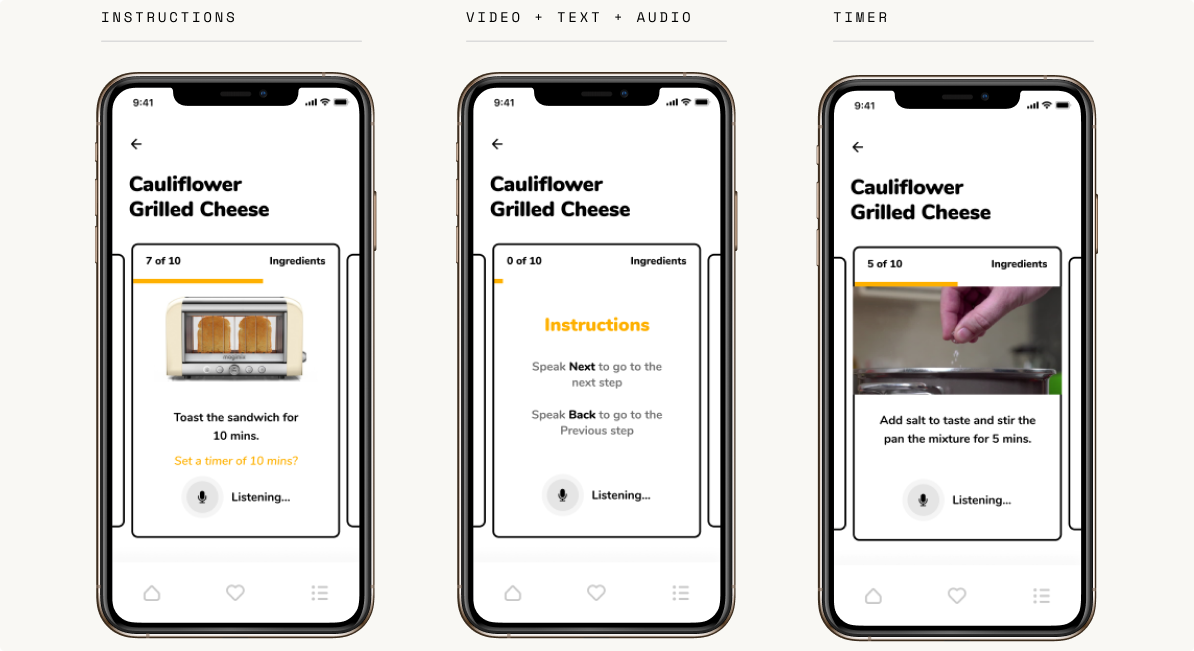 INSTRUCTIONS
9:41
Cauliflower
Grilled Cheese
7 of 10 Ingredients
magimix
Toast the sandwich for
10 mins.
Set a timer of 10 mins?
Listening...
VIDEO + TEXT + AUDIO
9:41
Cauliflower
Grilled Cheese
0 of 10 Ingredients
Instructions
Speak Next to go to the
next step
Speak Back to go to the
Previous step
Listening...
TIMER
9:41
Cauliflower
Grilled Cheese
5 of 10 Ingredients
Add salt to taste and stir the
pan the mixture for 5 mins.
Listening...